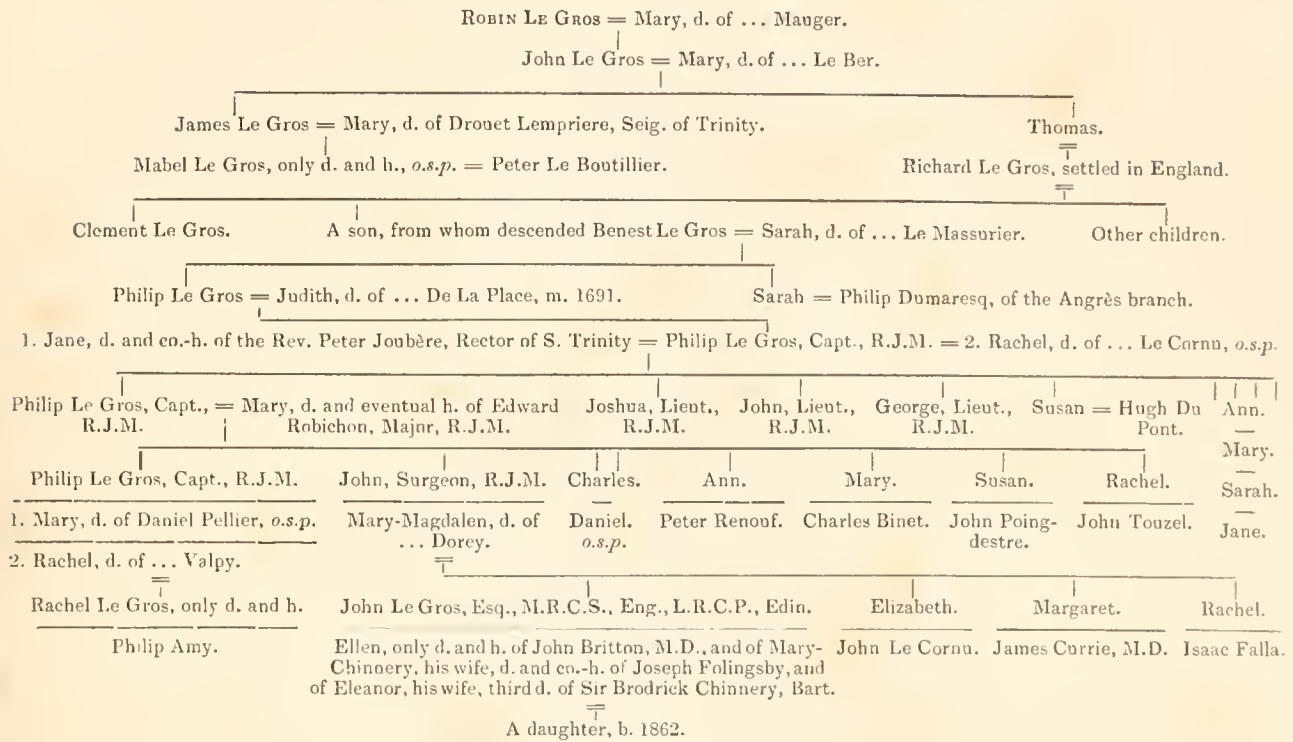 ROBIN LE GROS = Mary, d. of ... Mauger.
John Le Gros = Mary, d. of ... Le Ber.
James Le Gros = Mary, d. of Drouet Lempriere, Seig. of Trinity.
Thomas.
Mabel Le Gros, only d. and h., o.s.p. = Peter Le Boutillier.
Richard Le Gros, settled in England.
Clement Le Gros.
A son, from whom descended Benest Le Gros = Sarah, d. of ... Le Massurier.
Other children.
Philip Le Gros = Judith, d. of ... De La Place, m. 1691.
Sarah = Philip Dumaresq, of the Angrès branch.
1. Jane, d. and co.-h. of the Rev. Peter Joubère, Rector of S. Trinity = Philip Le Gros, Capt., R.J.M. = 2. Rachel, d. of ... Le Cornu, o.s.p.
Philip Le Gros, Capt., = Mary, d. and eventual h. of Edward
R.J.M.
Robichon, Major, R.J.M.
Joshua, Lieut.,
R.J.M.
John, Lieut.,
R.J.M.
George, Lieut.,
R.J.M.
Susan = Hugh Du
Pont.
Ann.
Mary.
Sarah.
Jane.
Philip Le Gros, Capt., R.J.M.
John, Surgeon, R.J.M.
Charles.
Ann.
Mary.
Susan.
Rachel.
1. Mary, d. of Daniel Pellier, o.s.p.
Mary-Magdalen, d. of
... Dorey.
Daniel.
o.s.p.
Peter Renouf.
Charles Binet.
John Poing-
destre.
John Touzel.
2. Rachel, d. of ... Valpy.
Rachel Le Gros, only d. and h.
John Le Gros, Esq., M.R.C.S., Eng., L.R.C.P., Edin.
Elizabeth.
Margaret.
Rachel.
Philip Amy.
Ellen, only d. and h. of John Britton, M.D., and of Mary-
Chinnery, his wife, d. and co.-h. of Joseph Folingsby, and
of Eleanor, his wife, third d. of Sir Brodrick Chinnery, Bart.
John Le Cornu.
James Currie, M.D.
Isaac Falla.
A daughter, b. 1862.